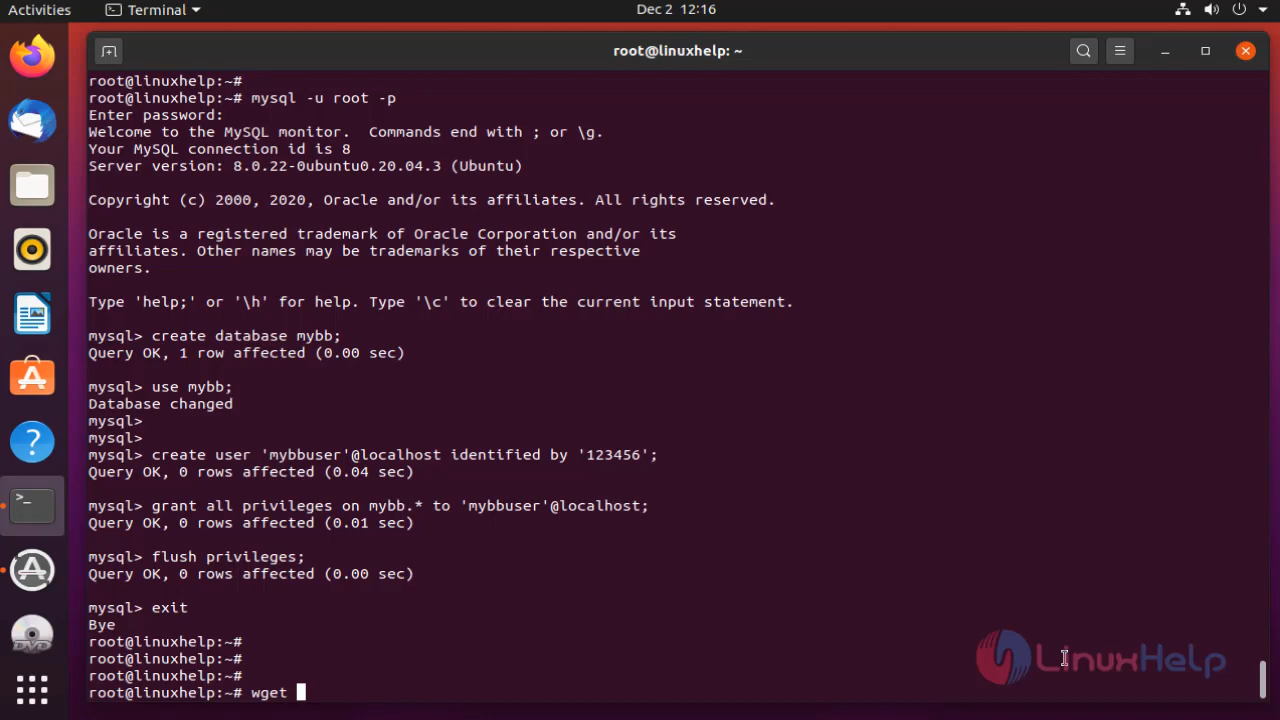 Activities
Terminal
Dec 2 12:16
root@linuxhelp: ~
root@linuxhelp:~#
root@linuxhelp:~# mysql -u root -p
Enter password:
Welcome to the MySQL monitor.  Commands end with ; or \g.
Your MySQL connection id is 8
Server version: 8.0.22-0ubuntu0.20.04.3 (Ubuntu)
Copyright (c) 2000, 2020, Oracle and/or its affiliates. All rights reserved.
Oracle is a registered trademark of Oracle Corporation and/or its
affiliates. Other names may be trademarks of their respective
owners.
Type 'help;' or '\h' for help. Type '\c' to clear the current input statement.
mysql> create database mybb;
Query OK, 1 row affected (0.00 sec)
mysql> use mybb;
Database changed
mysql>
mysql>
mysql> create user 'mybbuser'@localhost identified by '123456';
Query OK, 0 rows affected (0.04 sec)
mysql> grant all privileges on mybb.* to 'mybbuser'@localhost;
Query OK, 0 rows affected (0.01 sec)
mysql> flush privileges;
Query OK, 0 rows affected (0.00 sec)
mysql> exit
Bye
root@linuxhelp:~#
root@linuxhelp:~#
root@linuxhelp:~#
root@linuxhelp:~# wget
LinuxHelp
DVD